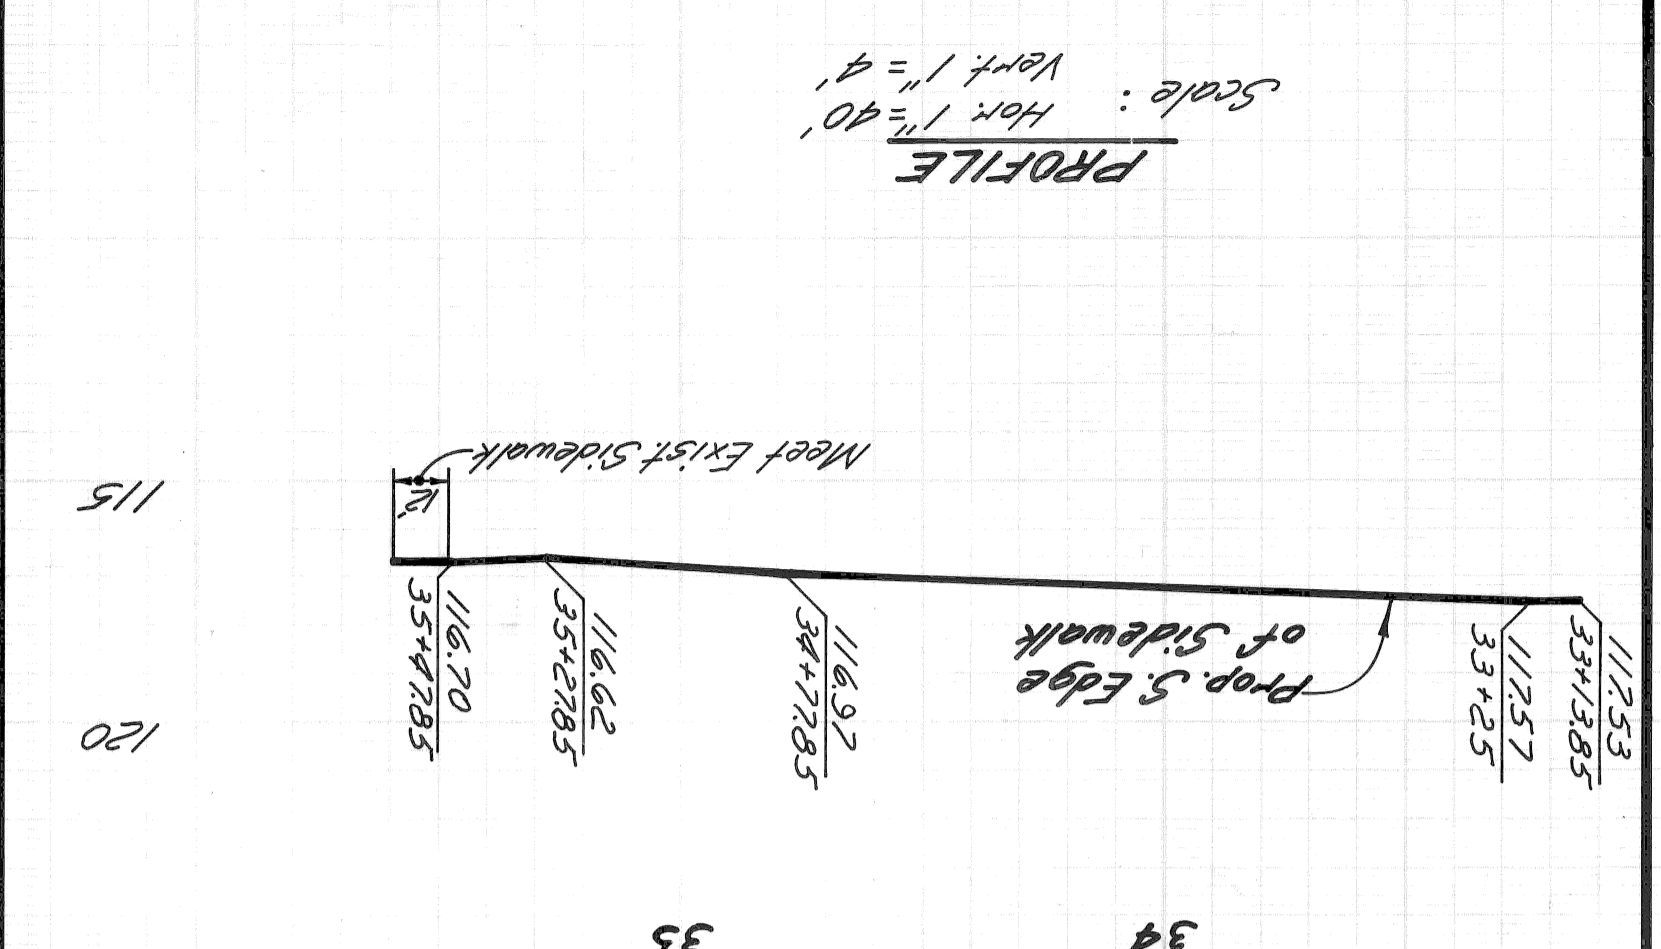 34
35
117.53
33+13.85
117.57
33+25
116.97
34+77.85
116.62
35+27.85
116.70
35+47.85
120
Prop. S. Edge
of Sidewalk
12'
115
Meet Exist. Sidewalk
PROFILE
Scale: Hor. 1"=40'
Vert. 1"=4'